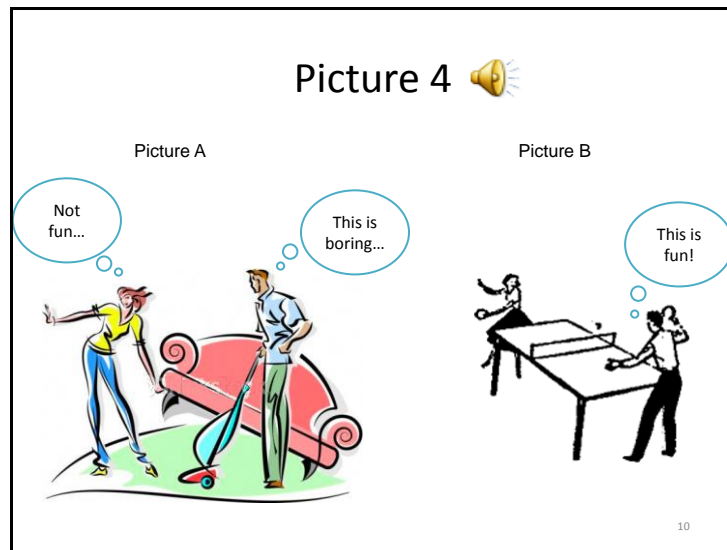 Picture 4
Picture A
Picture B
Not
fun…
This is
boring…
This is
fun!
10